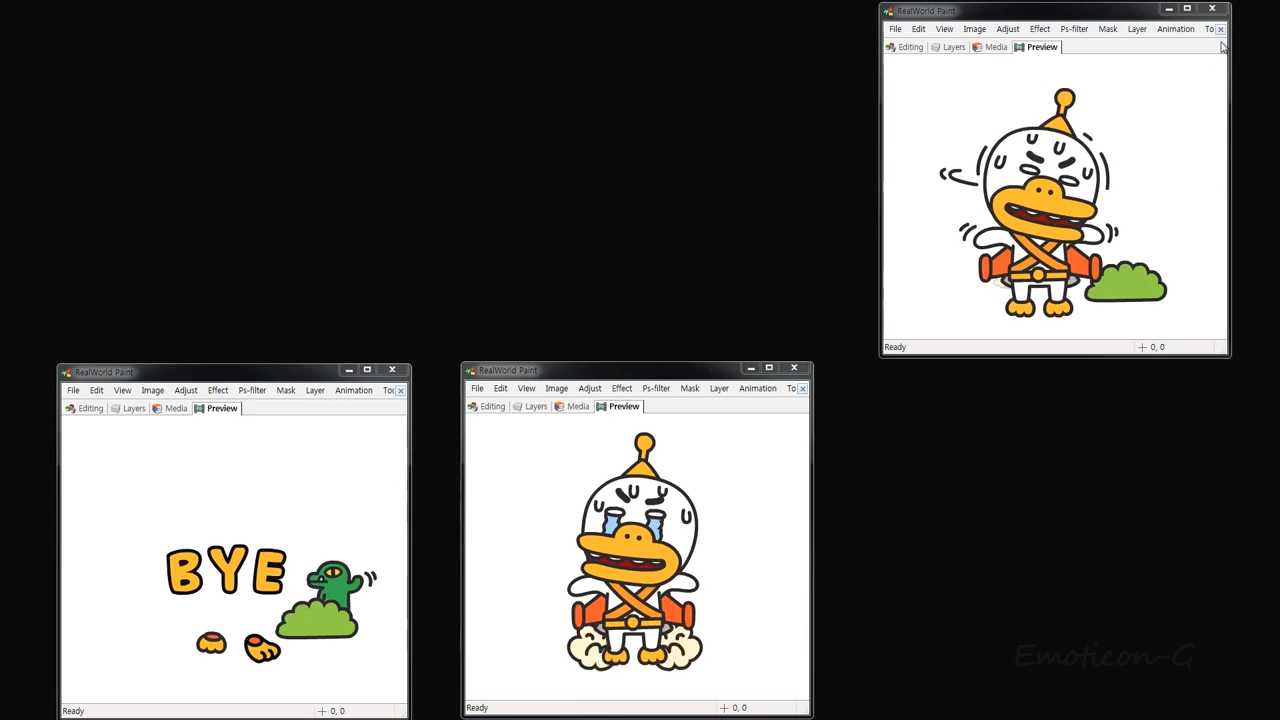 RealWorld Paint
File Edit View Image Adjust Effect Ps-filter Mask Layer Animation To
Editing Layers Media Preview
Ready 0, 0
RealWorld Paint
File Edit View Image Adjust Effect Ps-filter Mask Layer Animation Too
Editing Layers Media Preview
BYE
Ready 0, 0
RealWorld Paint
File Edit View Image Adjust Effect Ps-filter Mask Layer Animation To
Editing Layers Media Preview
Ready 0, 0
Emoticon-G